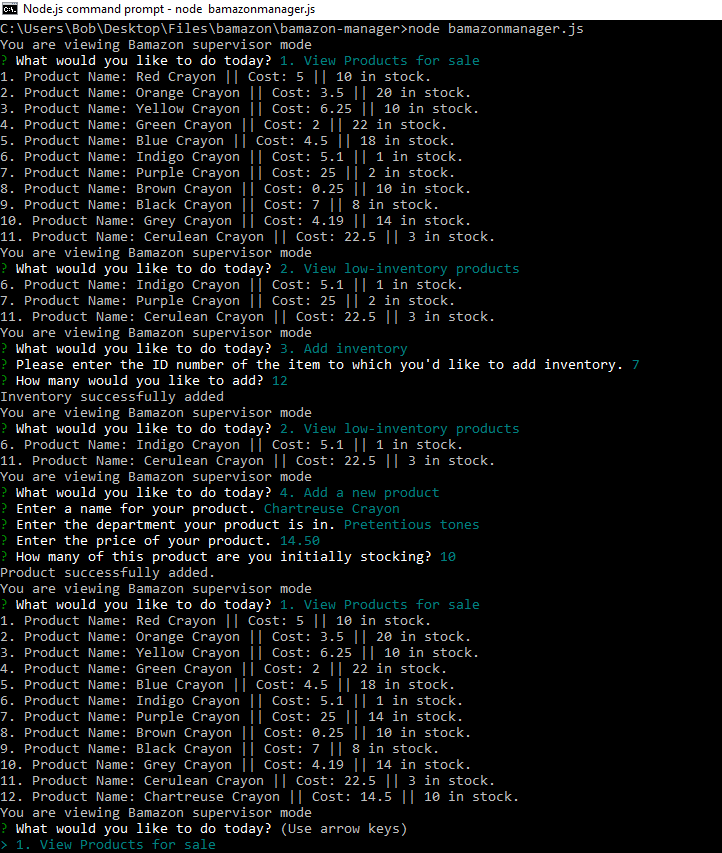 Node.js command prompt - node  bamazonmanager.js
C:\Users\Bob\Desktop\Files\bamazon\bamazon-manager>node bamazonmanager.js
You are viewing Bamazon supervisor mode
? What would you like to do today? 1. View Products for sale
1. Product Name: Red Crayon || Cost: 5 || 10 in stock.
2. Product Name: Orange Crayon || Cost: 3.5 || 20 in stock.
3. Product Name: Yellow Crayon || Cost: 6.25 || 10 in stock.
4. Product Name: Green Crayon || Cost: 2 || 22 in stock.
5. Product Name: Blue Crayon || Cost: 4.5 || 18 in stock.
6. Product Name: Indigo Crayon || Cost: 5.1 || 1 in stock.
7. Product Name: Purple Crayon || Cost: 25 || 2 in stock.
8. Product Name: Brown Crayon || Cost: 0.25 || 10 in stock.
9. Product Name: Black Crayon || Cost: 7 || 8 in stock.
10. Product Name: Grey Crayon || Cost: 4.19 || 14 in stock.
11. Product Name: Cerulean Crayon || Cost: 22.5 || 3 in stock.
You are viewing Bamazon supervisor mode
? What would you like to do today? 2. View low-inventory products
6. Product Name: Indigo Crayon || Cost: 5.1 || 1 in stock.
7. Product Name: Purple Crayon || Cost: 25 || 2 in stock.
11. Product Name: Cerulean Crayon || Cost: 22.5 || 3 in stock.
You are viewing Bamazon supervisor mode
? What would you like to do today? 3. Add inventory
? Please enter the ID number of the item to which you'd like to add inventory. 7
? How many would you like to add? 12
Inventory successfully added
You are viewing Bamazon supervisor mode
? What would you like to do today? 2. View low-inventory products
6. Product Name: Indigo Crayon || Cost: 5.1 || 1 in stock.
11. Product Name: Cerulean Crayon || Cost: 22.5 || 3 in stock.
You are viewing Bamazon supervisor mode
? What would you like to do today? 4. Add a new product
? Enter a name for your product. Chartreuse Crayon
? Enter the department your product is in. Pretentious tones
? Enter the price of your product. 14.50
? How many of this product are you initially stocking? 10
Product successfully added.
You are viewing Bamazon supervisor mode
? What would you like to do today? 1. View Products for sale
1. Product Name: Red Crayon || Cost: 5 || 10 in stock.
2. Product Name: Orange Crayon || Cost: 3.5 || 20 in stock.
3. Product Name: Yellow Crayon || Cost: 6.25 || 10 in stock.
4. Product Name: Green Crayon || Cost: 2 || 22 in stock.
5. Product Name: Blue Crayon || Cost: 4.5 || 18 in stock.
6. Product Name: Indigo Crayon || Cost: 5.1 || 1 in stock.
7. Product Name: Purple Crayon || Cost: 25 || 14 in stock.
8. Product Name: Brown Crayon || Cost: 0.25 || 10 in stock.
9. Product Name: Black Crayon || Cost: 7 || 8 in stock.
10. Product Name: Grey Crayon || Cost: 4.19 || 14 in stock.
11. Product Name: Cerulean Crayon || Cost: 22.5 || 3 in stock.
12. Product Name: Chartreuse Crayon || Cost: 14.5 || 10 in stock.
You are viewing Bamazon supervisor mode
? What would you like to do today? (Use arrow keys)
> 1. View Products for sale